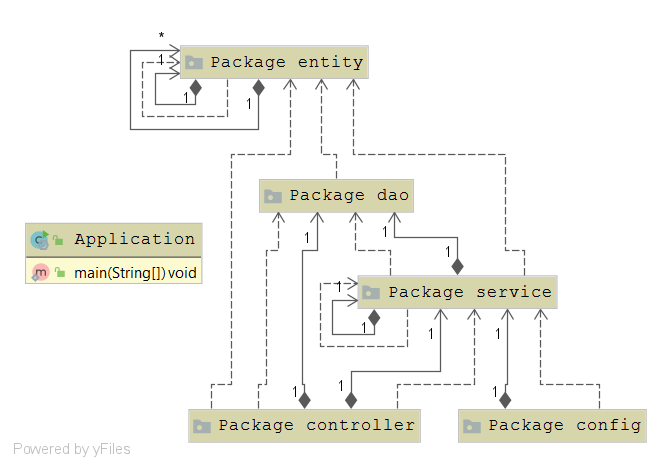 *
1
Package entity
1
1
Package dao
1
1
1
Application
main(String[]) void
1
Package service
1
1
1
1
1
1
Package controller
Package config
Powered by yFiles